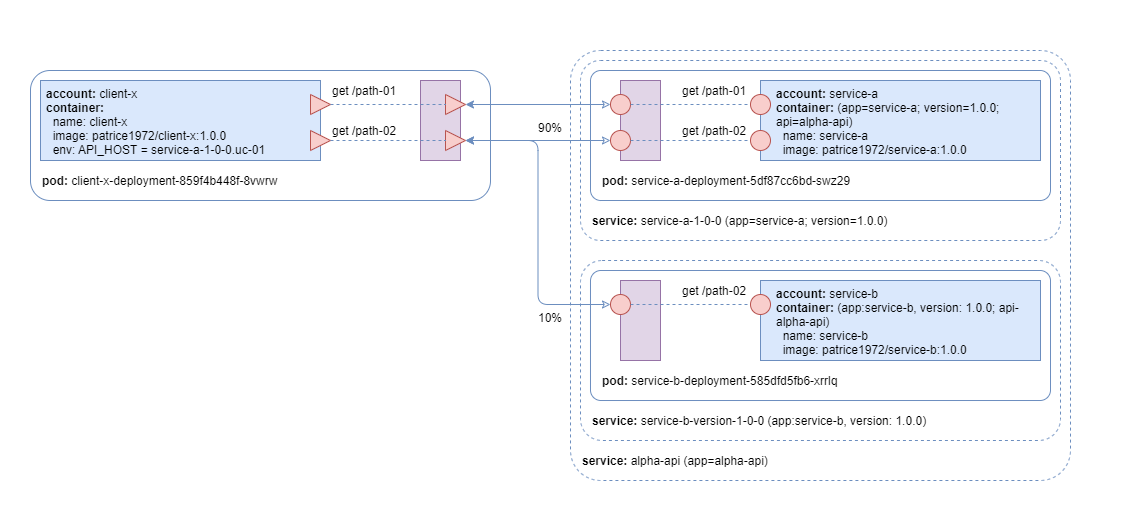 account: client-x
container:
name: client-x
image: patrice1972/client-x:1.0.0
env: API_HOST = service-a-1-0-0.uc-01
get /path-01
get /path-02
pod: client-x-deployment-859f4b448f-8vwrw
90%
10%
get /path-01
get /path-02
account: service-a
container: (app=service-a; version=1.0.0;
api=alpha-api)
name: service-a
image: patrice1972/service-a:1.0.0
pod: service-a-deployment-5df87cc6bd-swz29
service: service-a-1-0-0 (app=service-a; version=1.0.0)
get /path-02
account: service-b
container: (app:service-b, version: 1.0.0; api-
alpha-api)
name: service-b
image: patrice1972/service-b:1.0.0
pod: service-b-deployment-585dfd5fb6-xrrlq
service: service-b-version-1-0-0 (app:service-b, version: 1.0.0)
service: alpha-api (app=alpha-api)